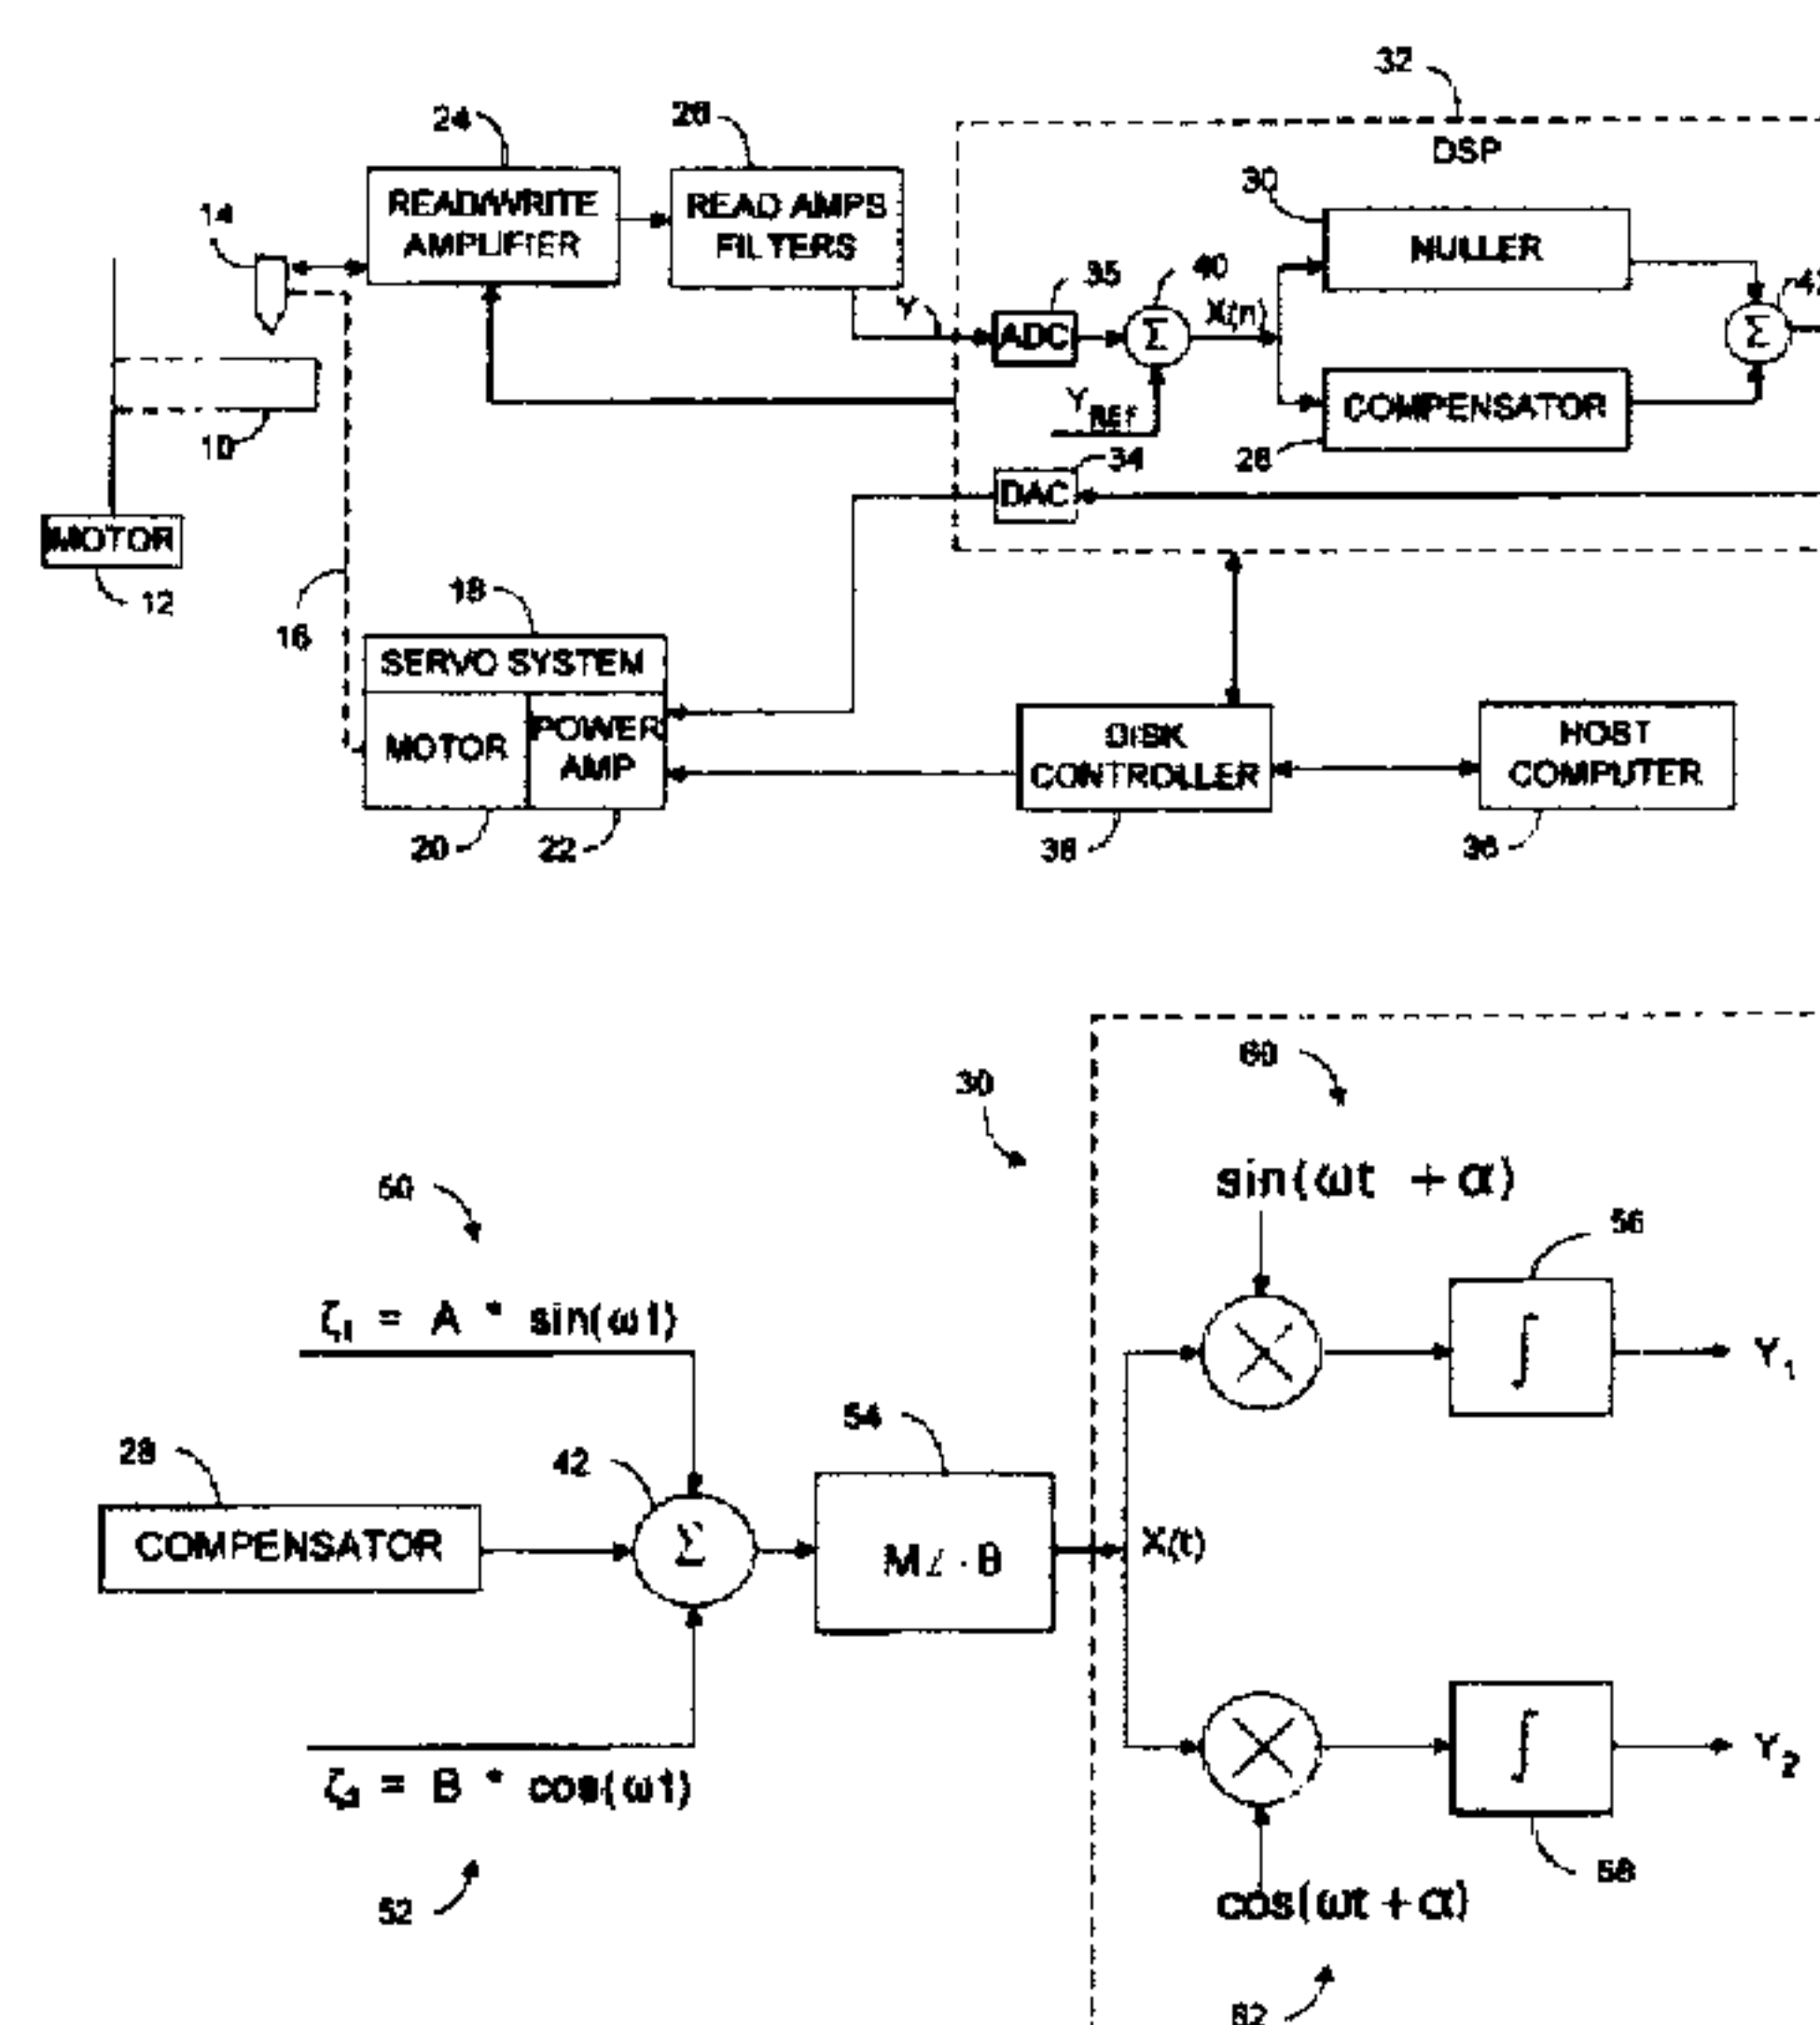 32
24
26
DSP
30
14
READ/WRITE
AMPLIFIER
READ AMPS
FILTERS
NULLER
35
40
42
Y
ADC
Σ
X(n)
Σ
Y REF
COMPENSATOR
10
34
28
DAC
MOTOR
12
18
16
SERVO SYSTEM
MOTOR
POWER
AMP
DISK
CONTROLLER
HOST
COMPUTER
20
22
38
36
60
30
50
sin(ωt + α)
56
ζ1 = A * sin(ωt)
∫
Y1
54
28
42
COMPENSATOR
Σ
M∠-B
X(t)
∫
Y2
ζ2 = B * cos(ωt)
58
cos(ωt + α)
52
62